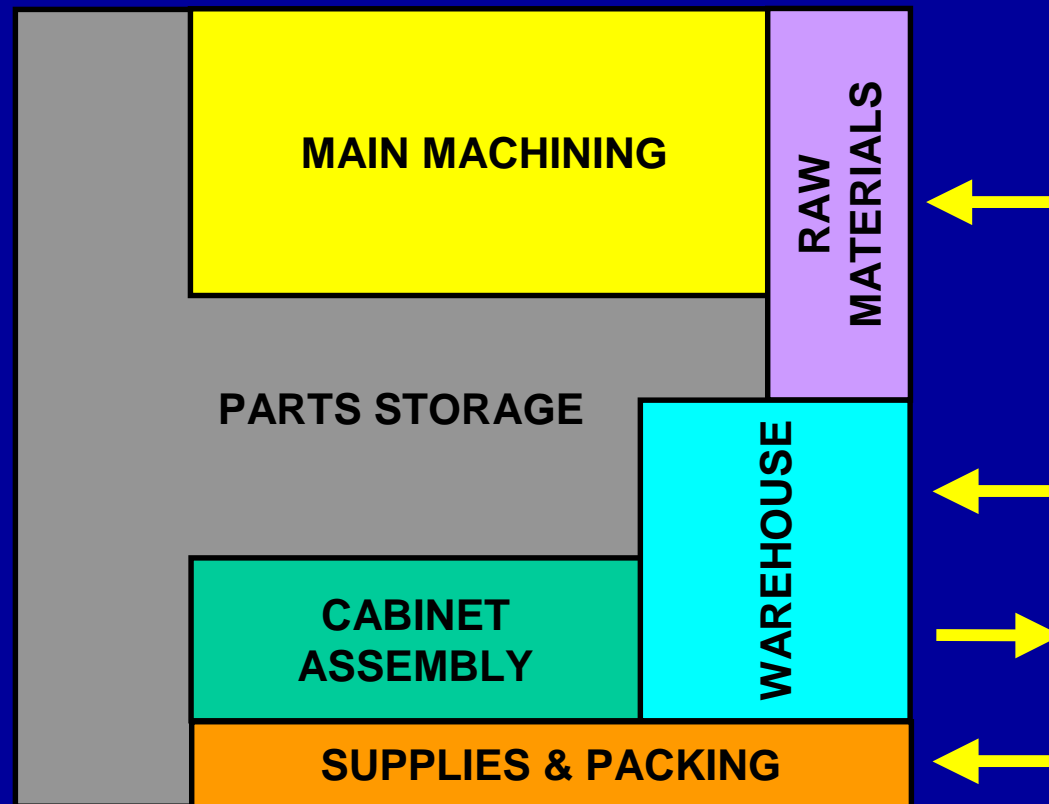 MAIN MACHINING
RAW
MATERIALS
PARTS STORAGE
WAREHOUSE
CABINET
ASSEMBLY
SUPPLIES & PACKING